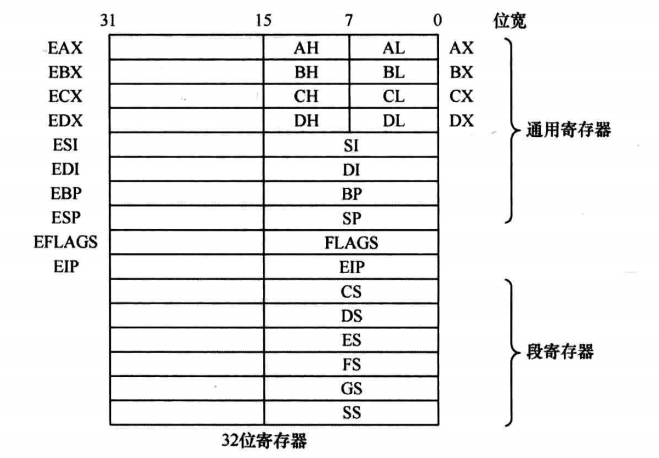 31 15 7 0 位宽
EAX AH AL AX
EBX BH BL BX
ECX CH CL CX
EDX DH DL DX
通用寄存器
ESI SI
EDI DI
EBP BP
ESP SP
EFLAGS FLAGS
EIP EIP
CS
DS
ES
FS
段寄存器
GS
SS
32位寄存器